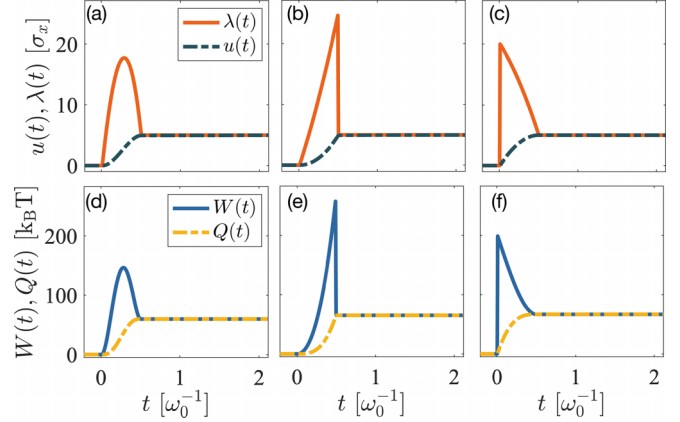 (a)
(b)
(c)
λ(t)
u(t)
u(t), λ(t) [σₓ]
20
10
0
(d)
(e)
(f)
W(t)
Q(t)
W(t), Q(t) [k_BT]
200
100
0
0 1 2
0 1 2
0 1 2
t [ω₀⁻¹]
t [ω₀⁻¹]
t [ω₀⁻¹]